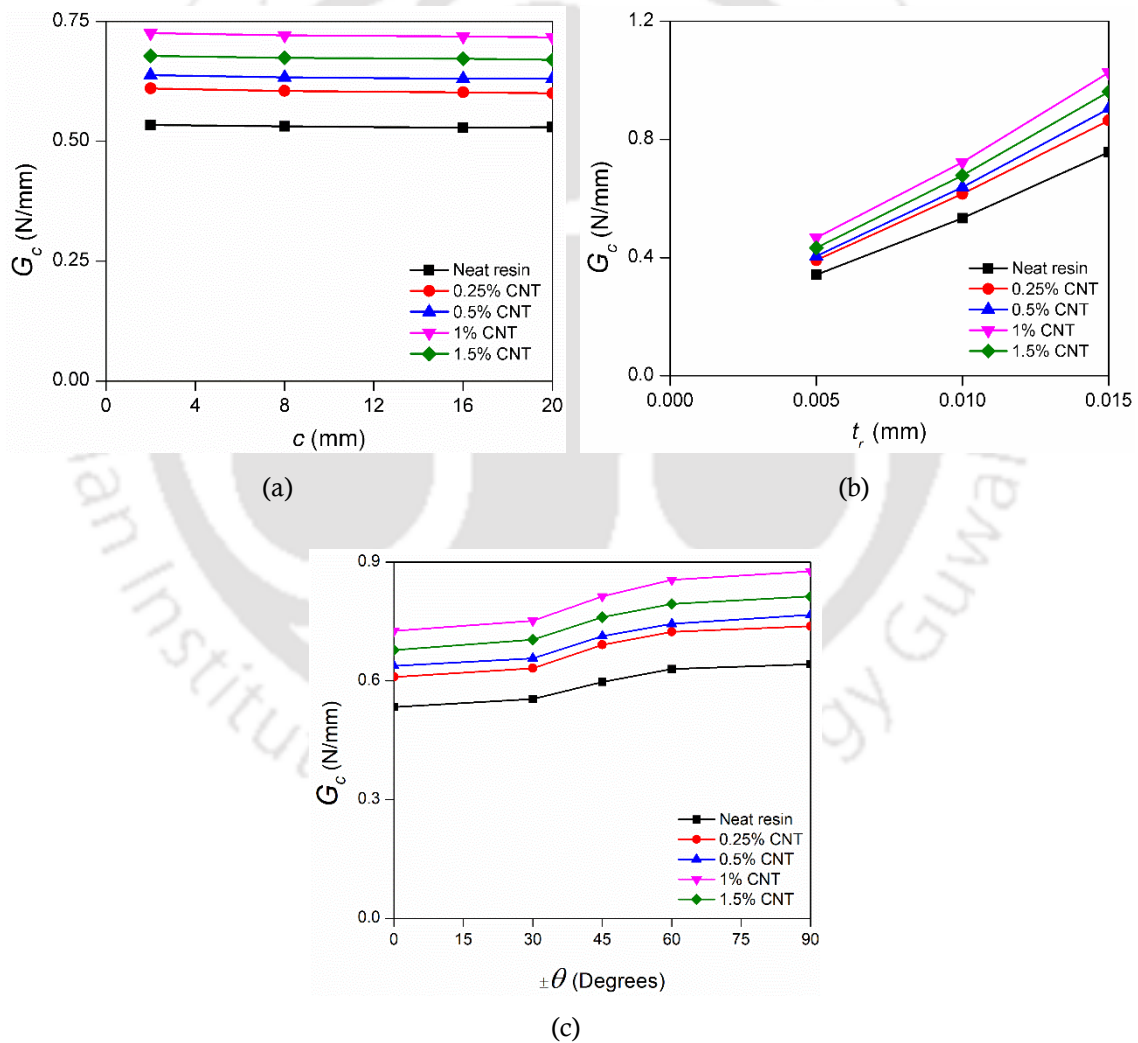 0.75
0.50
0.25
0.00
G_c (N/mm)
Neat resin
0.25% CNT
0.5% CNT
1% CNT
1.5% CNT
0 4 8 12 16 20
c (mm)
(a)
1.2
0.8
0.4
0.0
G_c (N/mm)
Neat resin
0.25% CNT
0.5% CNT
1% CNT
1.5% CNT
0.000 0.005 0.010 0.015
t_r (mm)
(b)
0.9
0.6
0.3
0.0
G_c (N/mm)
Neat resin
0.25% CNT
0.5% CNT
1% CNT
1.5% CNT
0 15 30 45 60 75 90
±θ (Degrees)
(c)